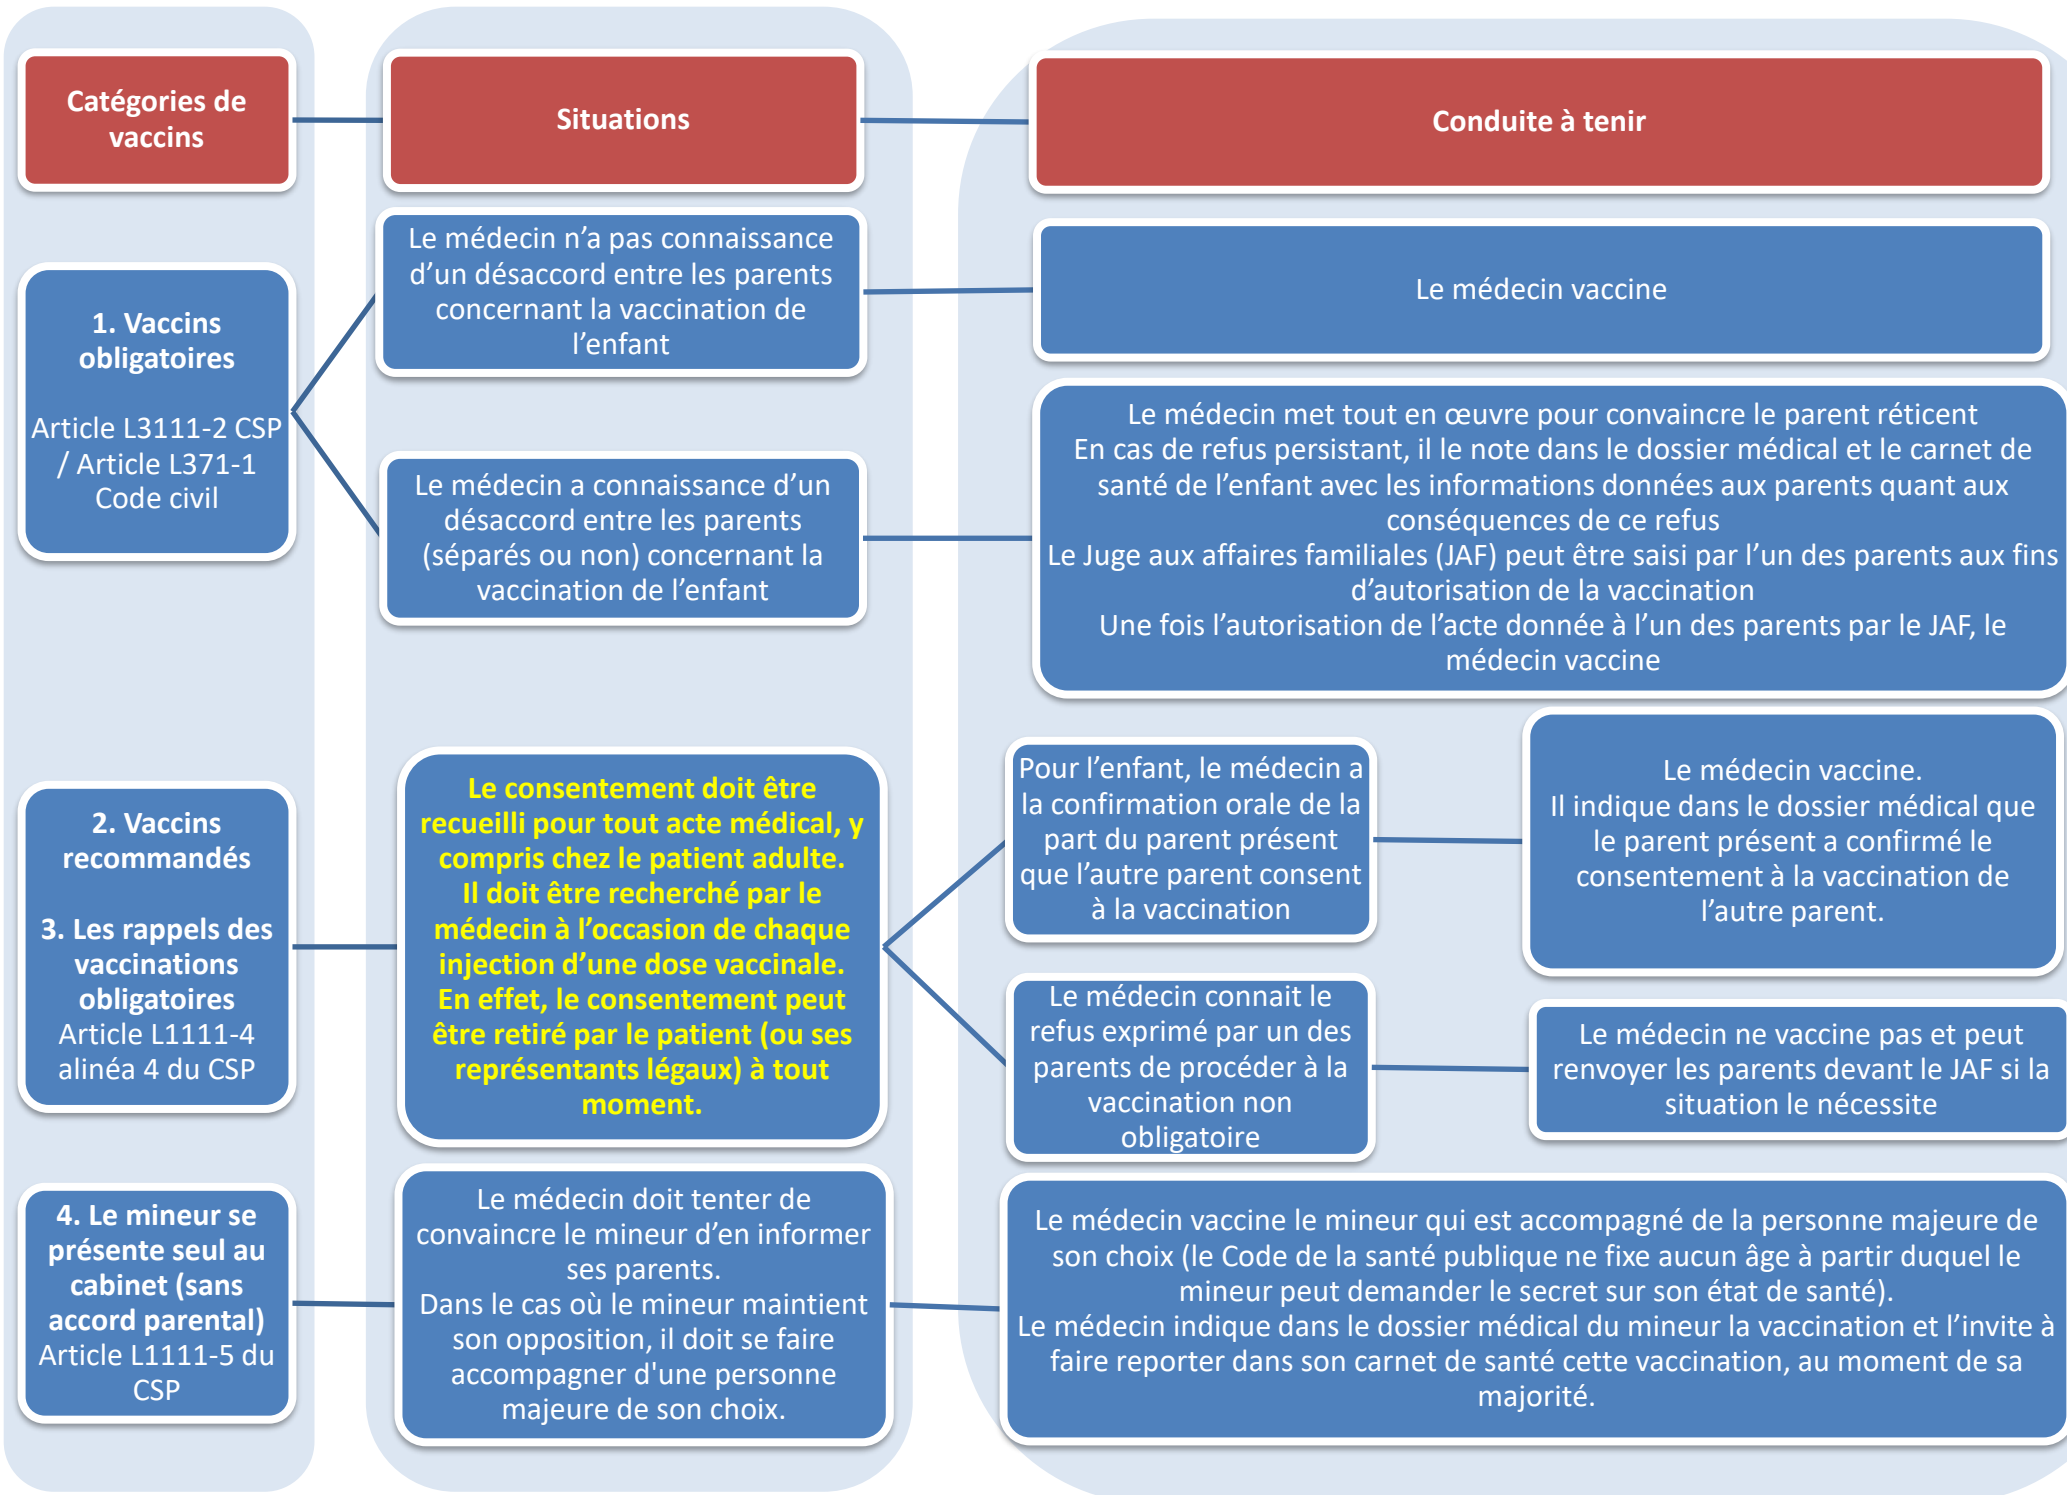 Catégories de
vaccins
Situations
Conduite à tenir
1. Vaccins
obligatoires
Article L3111-2 CSP
/ Article L371-1
Code civil
Le médecin n’a pas connaissance
d’un désaccord entre les parents
concernant la vaccination de
l’enfant
Le médecin vaccine
Le médecin a connaissance d’un
désaccord entre les parents
(séparés ou non) concernant la
vaccination de l’enfant
Le médecin met tout en œuvre pour convaincre le parent réticent
En cas de refus persistant, il le note dans le dossier médical et le carnet de
santé de l’enfant avec les informations données aux parents quant aux
conséquences de ce refus
Le Juge aux affaires familiales (JAF) peut être saisi par l’un des parents aux fins
d’autorisation de la vaccination
Une fois l’autorisation de l’acte donnée à l’un des parents par le JAF, le
médecin vaccine
2. Vaccins
recommandés
3. Les rappels des
vaccinations
obligatoires
Article L1111-4
alinéa 4 du CSP
Le consentement doit être
recueilli pour tout acte médical, y
compris chez le patient adulte.
Il doit être recherché par le
médecin à l’occasion de chaque
injection d’une dose vaccinale.
En effet, le consentement peut
être retiré par le patient (ou ses
représentants légaux) à tout
moment.
Pour l’enfant, le médecin a
la confirmation orale de la
part du parent présent
que l’autre parent consent
à la vaccination
Le médecin vaccine.
Il indique dans le dossier médical que
le parent présent a confirmé le
consentement à la vaccination de
l’autre parent.
Le médecin connait le
refus exprimé par un des
parents de procéder à la
vaccination non
obligatoire
Le médecin ne vaccine pas et peut
renvoyer les parents devant le JAF si la
situation le nécessite
4. Le mineur se
présente seul au
cabinet (sans
accord parental)
Article L1111-5 du
CSP
Le médecin doit tenter de
convaincre le mineur d’en informer
ses parents.
Dans le cas où le mineur maintient
son opposition, il doit se faire
accompagner d'une personne
majeure de son choix.
Le médecin vaccine le mineur qui est accompagné de la personne majeure de
son choix (le Code de la santé publique ne fixe aucun âge à partir duquel le
mineur peut demander le secret sur son état de santé).
Le médecin indique dans le dossier médical du mineur la vaccination et l’invite à
faire reporter dans son carnet de santé cette vaccination, au moment de sa
majorité.